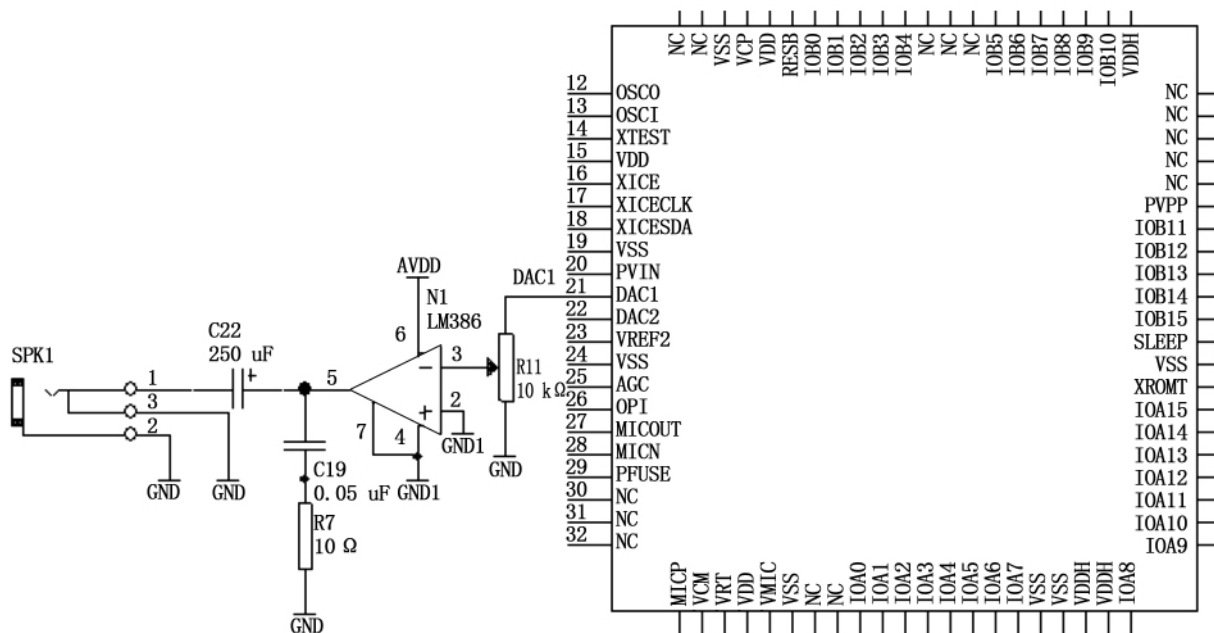 NC NC VSS VCP VDD RESB IOB0 IOB1 IOB2 IOB3 IOB4 NC NC NC IOB5 IOB6 IOB7 IOB8 IOB9 IOB10 VDDH
12 OSCO
13 OSCI
14 XTEST
15 VDD
16 XICE
17 XICECLK
18 XICESDA
19 VSS
20 PVIN
21 DAC1
22 DAC2
23 VREF2
24 VSS
25 AGC
26 OPI
27 MICOUT
28 MICN
29 PFUSE
30 NC
31 NC
32 NC
NC
NC
NC
NC
NC
PVPP
IOB11
IOB12
IOB13
IOB14
IOB15
SLEEP
VSS
XROMT
IOA15
IOA14
IOA13
IOA12
IOA11
IOA10
IOA9
MICP VCM VRT VDD VMIC VSS NC NC IOA0 IOA1 IOA2 IOA3 IOA4 IOA5 IOA6 IOA7 VSS VSS VDDH VDDH IOA8
DAC1
AVDD
N1
LM386
6
3
−
R11
10 kΩ
5
2
+
7
4
GND1
GND
GND1
C22
250 uF
+
SPK1
1
3
2
GND
GND
C19
0.05 uF
R7
10 Ω
GND